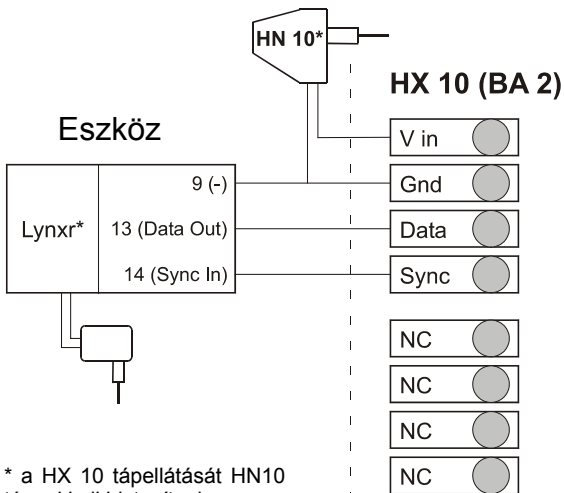 HN 10*
HX 10 (BA 2)
Eszköz
Lynxr*
9 (-)
13 (Data Out)
14 (Sync In)
V in
Gnd
Data
Sync
NC
NC
NC
NC
* a HX 10 tápellátását HN10